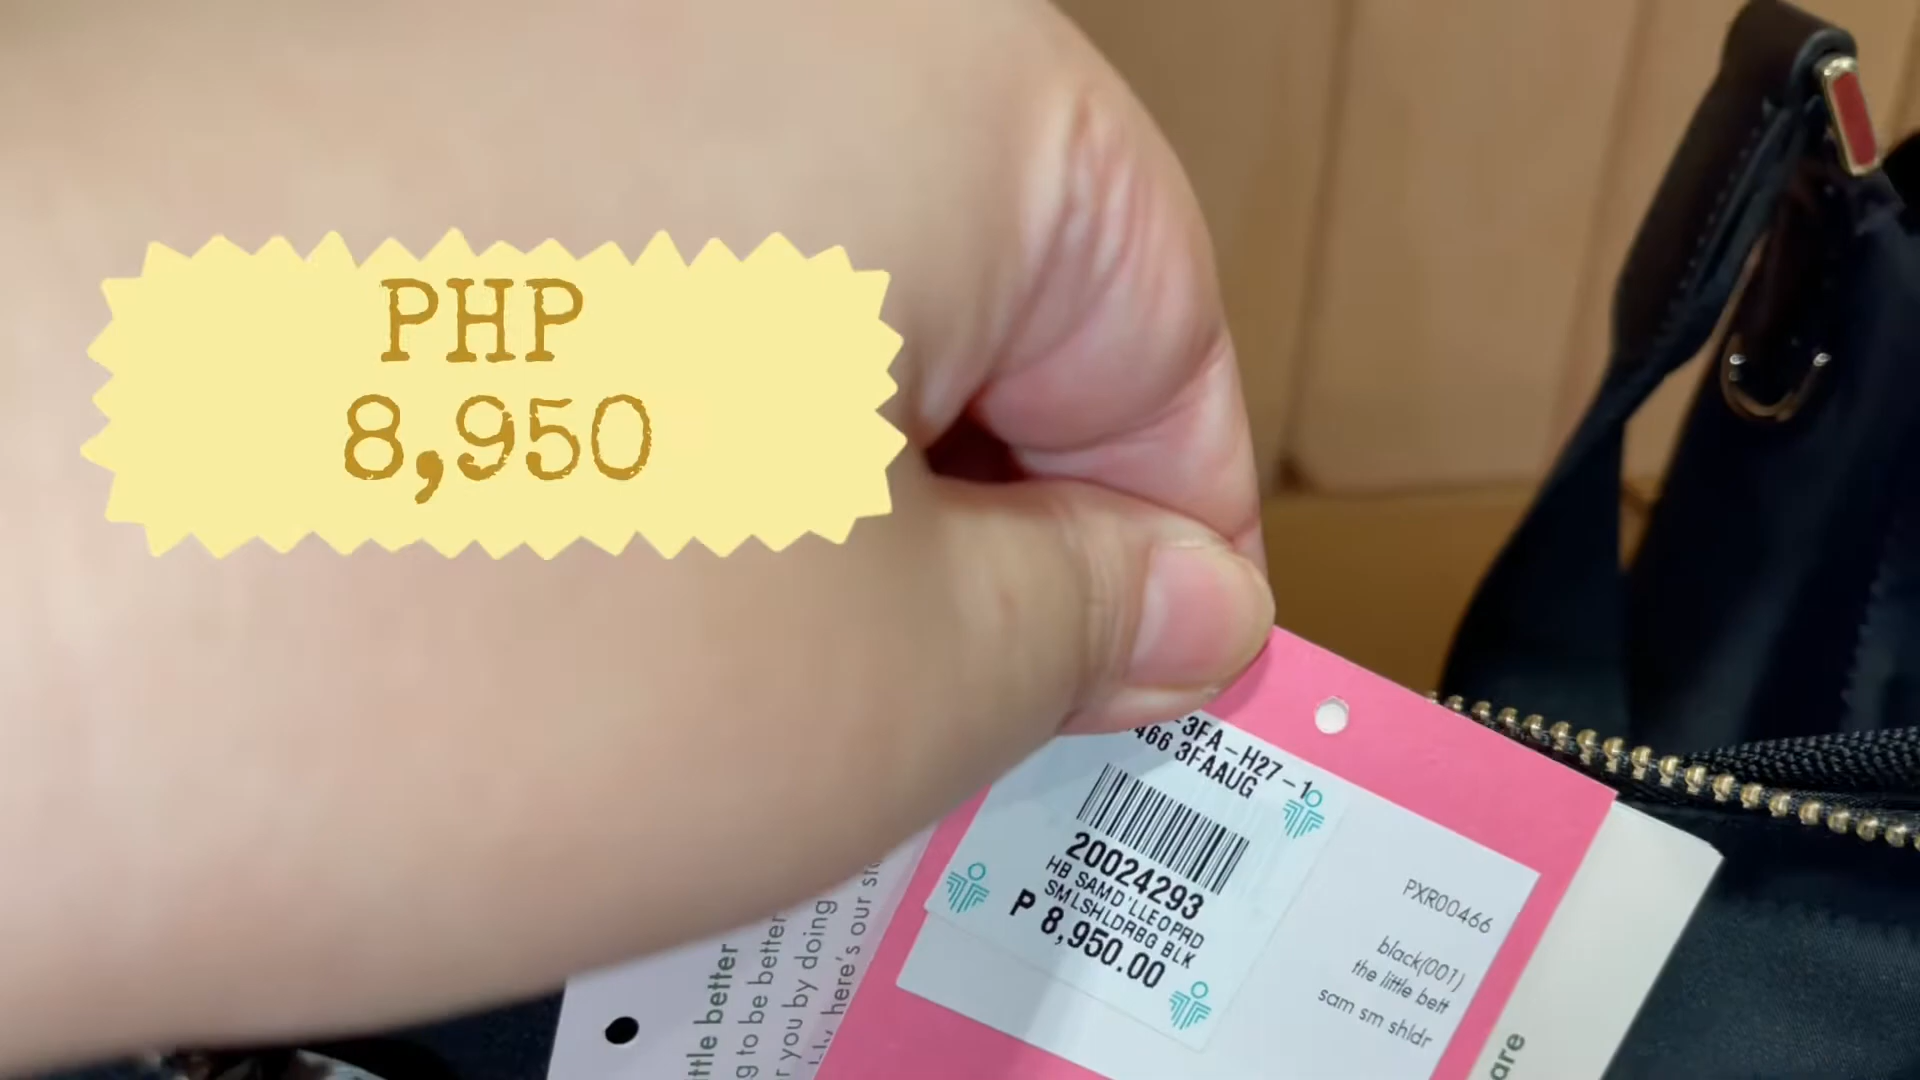 PHP
8,950
-3FA-H27-1
466 3FAAUG
20024293
HB SAMD'LLEOPRD
SMLSHLDRBG BLK
P 8,950.00
PXR00466
black(001)
the little bett
sam sm shldr
ttle better
g to be better
r you by doing
here's our st
are